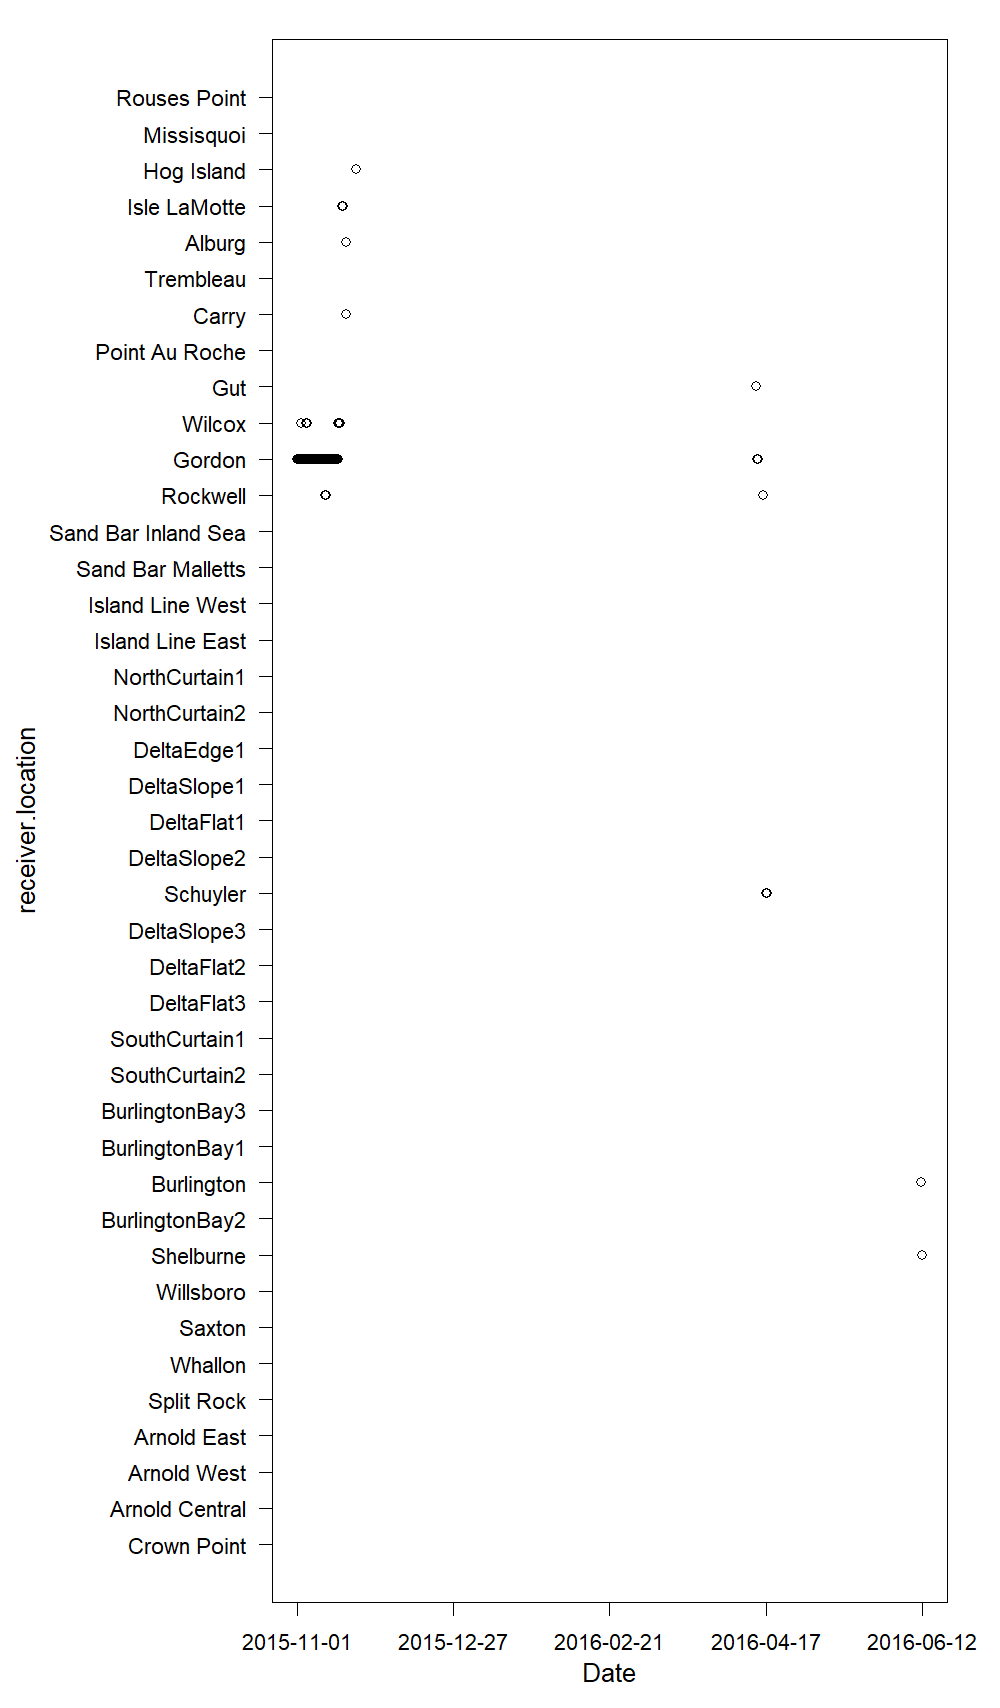 Rouses Point
Missisquoi
Hog Island
Isle LaMotte
Alburg
Trembleau
Carry
Point Au Roche
Gut
Wilcox
Gordon
Rockwell
Sand Bar Inland Sea
Sand Bar Malletts
Island Line West
Island Line East
NorthCurtain1
NorthCurtain2
DeltaEdge1
DeltaSlope1
DeltaFlat1
DeltaSlope2
Schuyler
DeltaSlope3
DeltaFlat2
DeltaFlat3
SouthCurtain1
SouthCurtain2
BurlingtonBay3
BurlingtonBay1
Burlington
BurlingtonBay2
Shelburne
Willsboro
Saxton
Whallon
Split Rock
Arnold East
Arnold West
Arnold Central
Crown Point
receiver.location
2015-11-01 2015-12-27 2016-02-21 2016-04-17 2016-06-12
Date